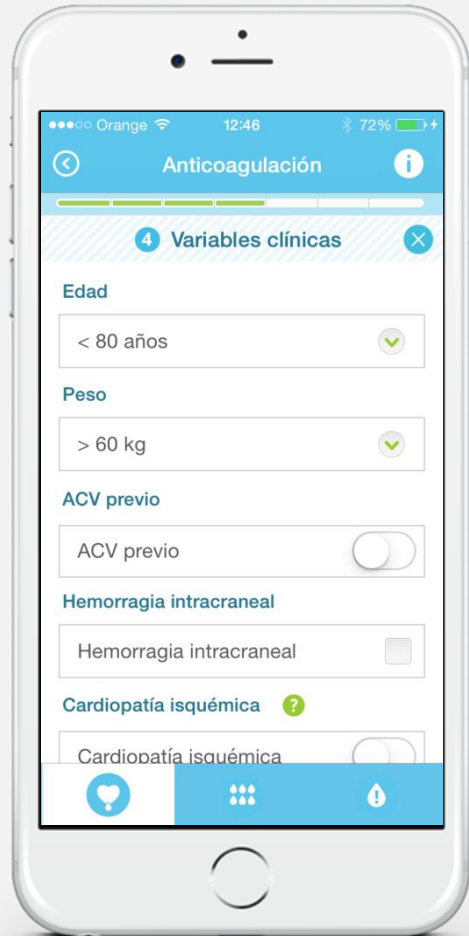 Orange 12:46 72%
Anticoagulación i
4 Variables clínicas
Edad
< 80 años
Peso
> 60 kg
ACV previo
ACV previo
Hemorragia intracraneal
Hemorragia intracraneal
Cardiopatía isquémica ?
Cardiopatía isquémica
!